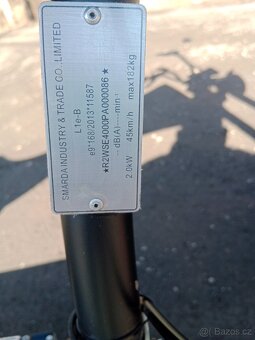 SMARDA INDUSTRY & TRADE CO., LIMITED
L1e-B
e9*168/2013*11587
★R2WSE4000PA000086★
-- dB(A)---min⁻¹
2.0kW 45km/h max182kg
© Bazos.cz